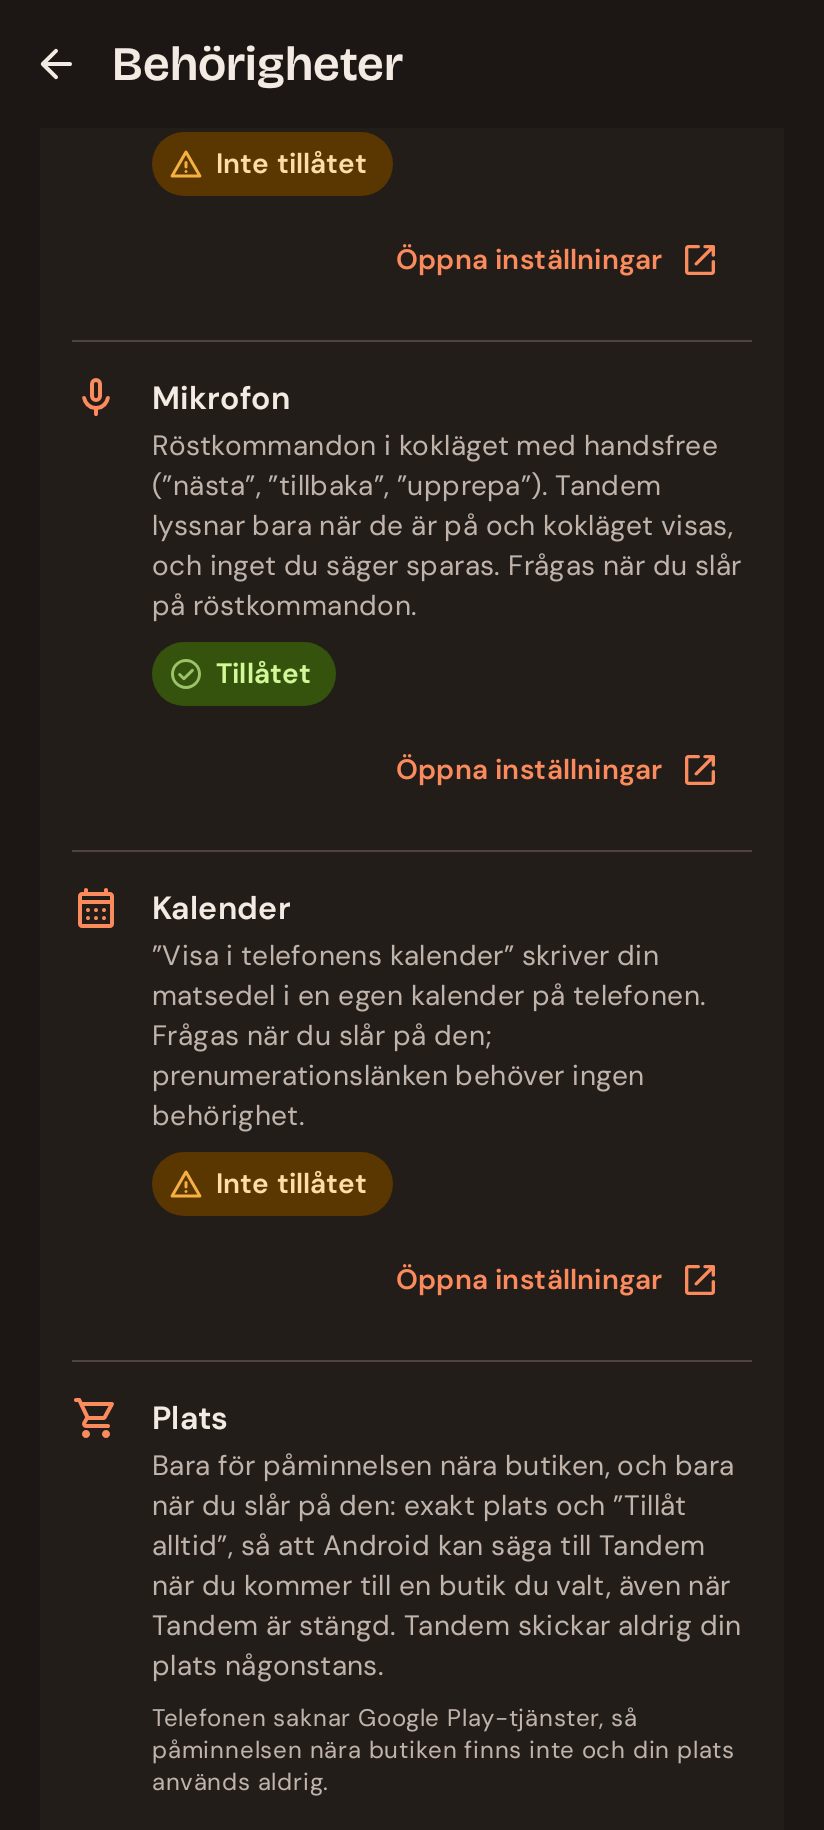 Behörigheter
Inte tillåtet
Öppna inställningar
Mikrofon
Röstkommandon i kokläget med handsfree
(”nästa”, ”tillbaka”, ”upprepa”). Tandem
lyssnar bara när de är på och kokläget visas,
och inget du säger sparas. Frågas när du slår
på röstkommandon.
Tillåtet
Öppna inställningar
Kalender
”Visa i telefonens kalender” skriver din
matsedel i en egen kalender på telefonen.
Frågas när du slår på den;
prenumerationslänken behöver ingen
behörighet.
Inte tillåtet
Öppna inställningar
Plats
Bara för påminnelsen nära butiken, och bara
när du slår på den: exakt plats och ”Tillåt
alltid”, så att Android kan säga till Tandem
när du kommer till en butik du valt, även när
Tandem är stängd. Tandem skickar aldrig din
plats någonstans.
Telefonen saknar Google Play-tjänster, så
påminnelsen nära butiken finns inte och din plats
används aldrig.